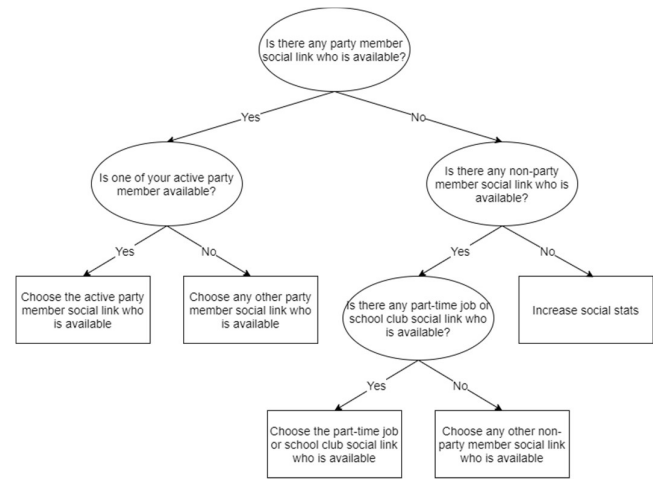 Is there any party member
social link who is available?
Yes
No
Is one of your active party
member available?
Is there any non-party
member social link who is
available?
Yes
No
Yes
No
Choose the active party
member social link who
is available
Choose any other party
member social link who
is available
Is there any part-time job or
school club social link who
is available?
Increase social stats
Yes
No
Choose the part-time job
or school club social link
who is available
Choose any other non-
party member social link
who is available